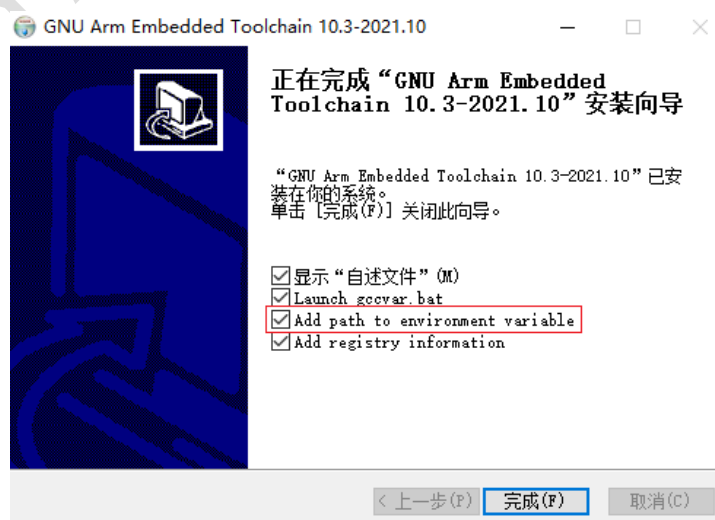 GNU Arm Embedded Toolchain 10.3-2021.10
正在完成“GNU Arm Embedded
Toolchain 10.3-2021.10”安装向导
“GNU Arm Embedded Toolchain 10.3-2021.10”已安
装在你的系统。
单击 [完成(F)] 关闭此向导。
显示“自述文件”(M)
Launch gccvar.bat
Add path to environment variable
Add registry information
< 上一步(P)
完成(F)
取消(C)